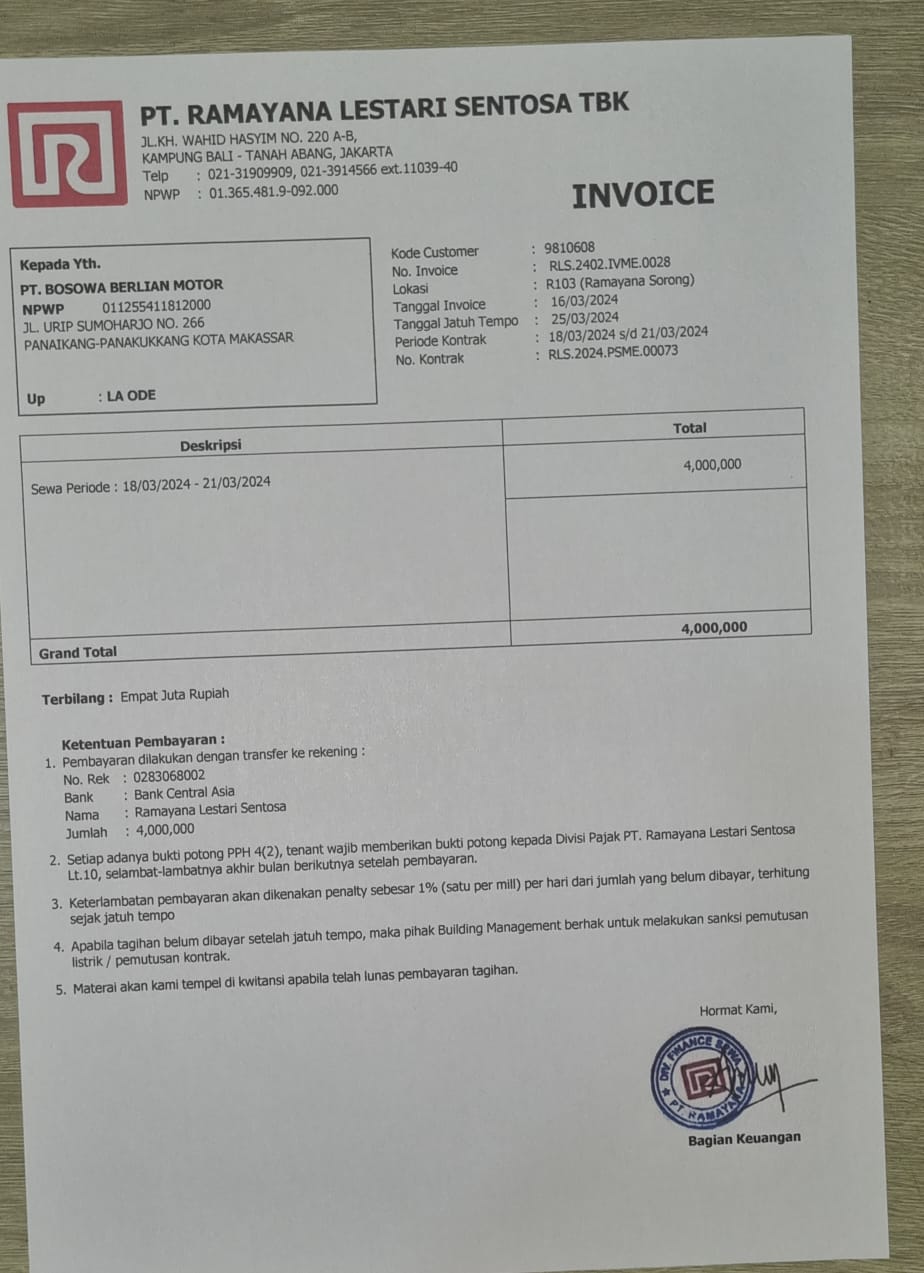 PT. RAMAYANA LESTARI SENTOSA TBK
JL.KH. WAHID HASYIM NO. 220 A-B,
KAMPUNG BALI - TANAH ABANG, JAKARTA
Telp : 021-31909909, 021-3914566 ext.11039-40
NPWP : 01.365.481.9-092.000
INVOICE
Kepada Yth.
PT. BOSOWA BERLIAN MOTOR
NPWP 011255411812000
JL. URIP SUMOHARJO NO. 266
PANAIKANG-PANAKUKKANG KOTA MAKASSAR
Up : LA ODE
Kode Customer : 9810608
No. Invoice : RLS.2402.IVME.0028
Lokasi : R103 (Ramayana Sorong)
Tanggal Invoice : 16/03/2024
Tanggal Jatuh Tempo : 25/03/2024
Periode Kontrak : 18/03/2024 s/d 21/03/2024
No. Kontrak : RLS.2024.PSME.00073
Deskripsi Total
Sewa Periode : 18/03/2024 - 21/03/2024 4,000,000
Grand Total 4,000,000
Terbilang : Empat Juta Rupiah
Ketentuan Pembayaran :
1. Pembayaran dilakukan dengan transfer ke rekening :
No. Rek : 0283068002
Bank : Bank Central Asia
Nama : Ramayana Lestari Sentosa
Jumlah : 4,000,000
2. Setiap adanya bukti potong PPH 4(2), tenant wajib memberikan bukti potong kepada Divisi Pajak PT. Ramayana Lestari Sentosa
Lt.10, selambat-lambatnya akhir bulan berikutnya setelah pembayaran.
3. Keterlambatan pembayaran akan dikenakan penalty sebesar 1% (satu per mill) per hari dari jumlah yang belum dibayar, terhitung
sejak jatuh tempo
4. Apabila tagihan belum dibayar setelah jatuh tempo, maka pihak Building Management berhak untuk melakukan sanksi pemutusan
listrik / pemutusan kontrak.
5. Materai akan kami tempel di kwitansi apabila telah lunas pembayaran tagihan.
Hormat Kami,
DIV. FINANCE SEWA
PT. RAMAYANA
Bagian Keuangan